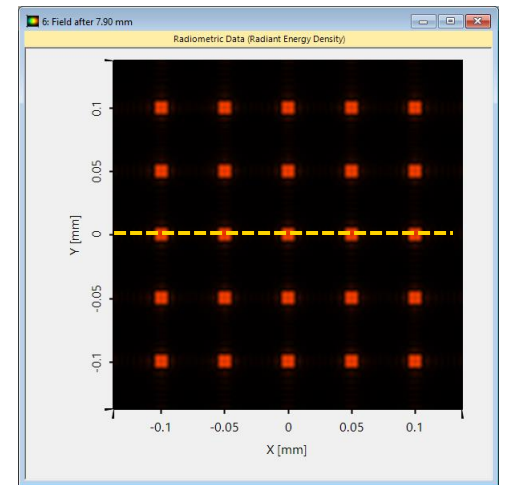 6: Field after 7.90 mm
Radiometric Data (Radiant Energy Density)
0.1
0.05
0
-0.05
-0.1
Y [mm]
-0.1 -0.05 0 0.05 0.1
X [mm]